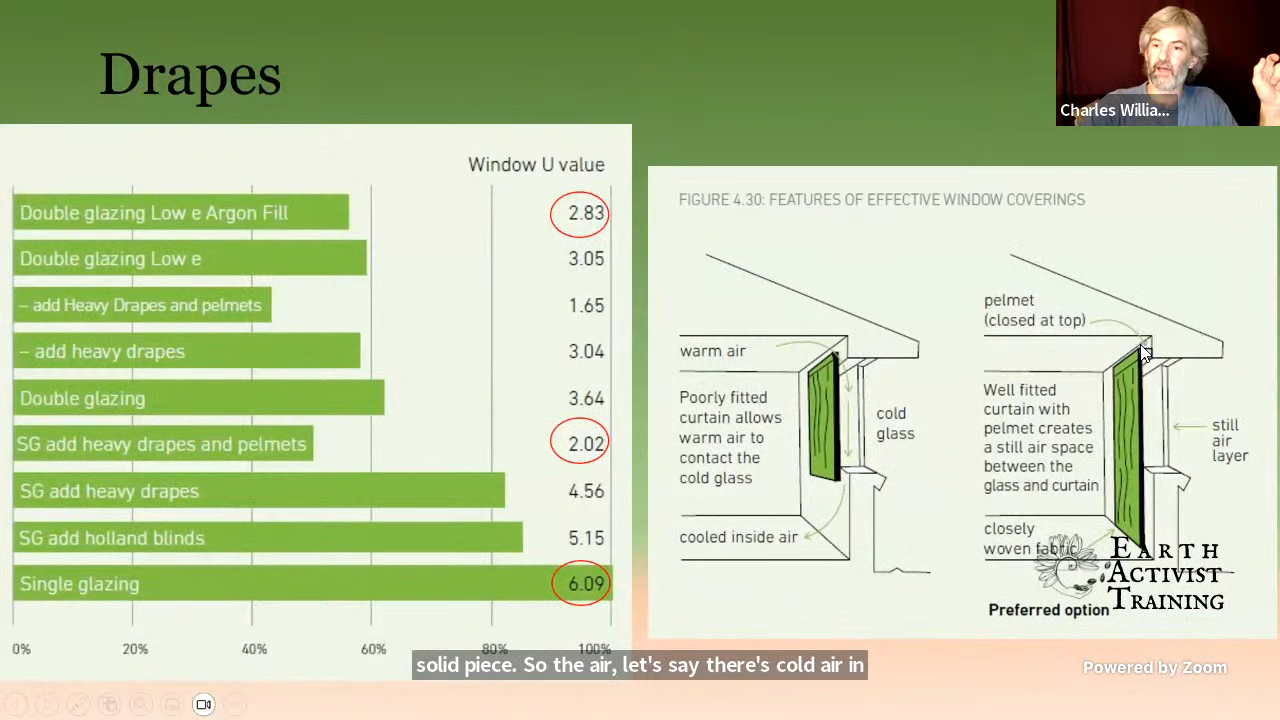 Drapes
Charles Willia...
Window U value
Double glazing Low e Argon Fill 2.83
Double glazing Low e 3.05
– add Heavy Drapes and pelmets 1.65
– add heavy drapes 3.04
Double glazing 3.64
SG add heavy drapes and pelmets 2.02
SG add heavy drapes 4.56
SG add holland blinds 5.15
Single glazing 6.09
0% 20% 40% 60% 80% 100%
FIGURE 4.30: FEATURES OF EFFECTIVE WINDOW COVERINGS
warm air
Poorly fitted
curtain allows
warm air to
contact the
cold glass
cooled inside air
cold
glass
pelmet
(closed at top)
Well fitted
curtain with
pelmet creates
a still air space
between the
glass and curtain
closely
woven fabric
still
air
layer
Preferred option
EARTH
ACTIVIST
TRAINING
solid piece. So the air, let's say there's cold air in
Powered by Zoom